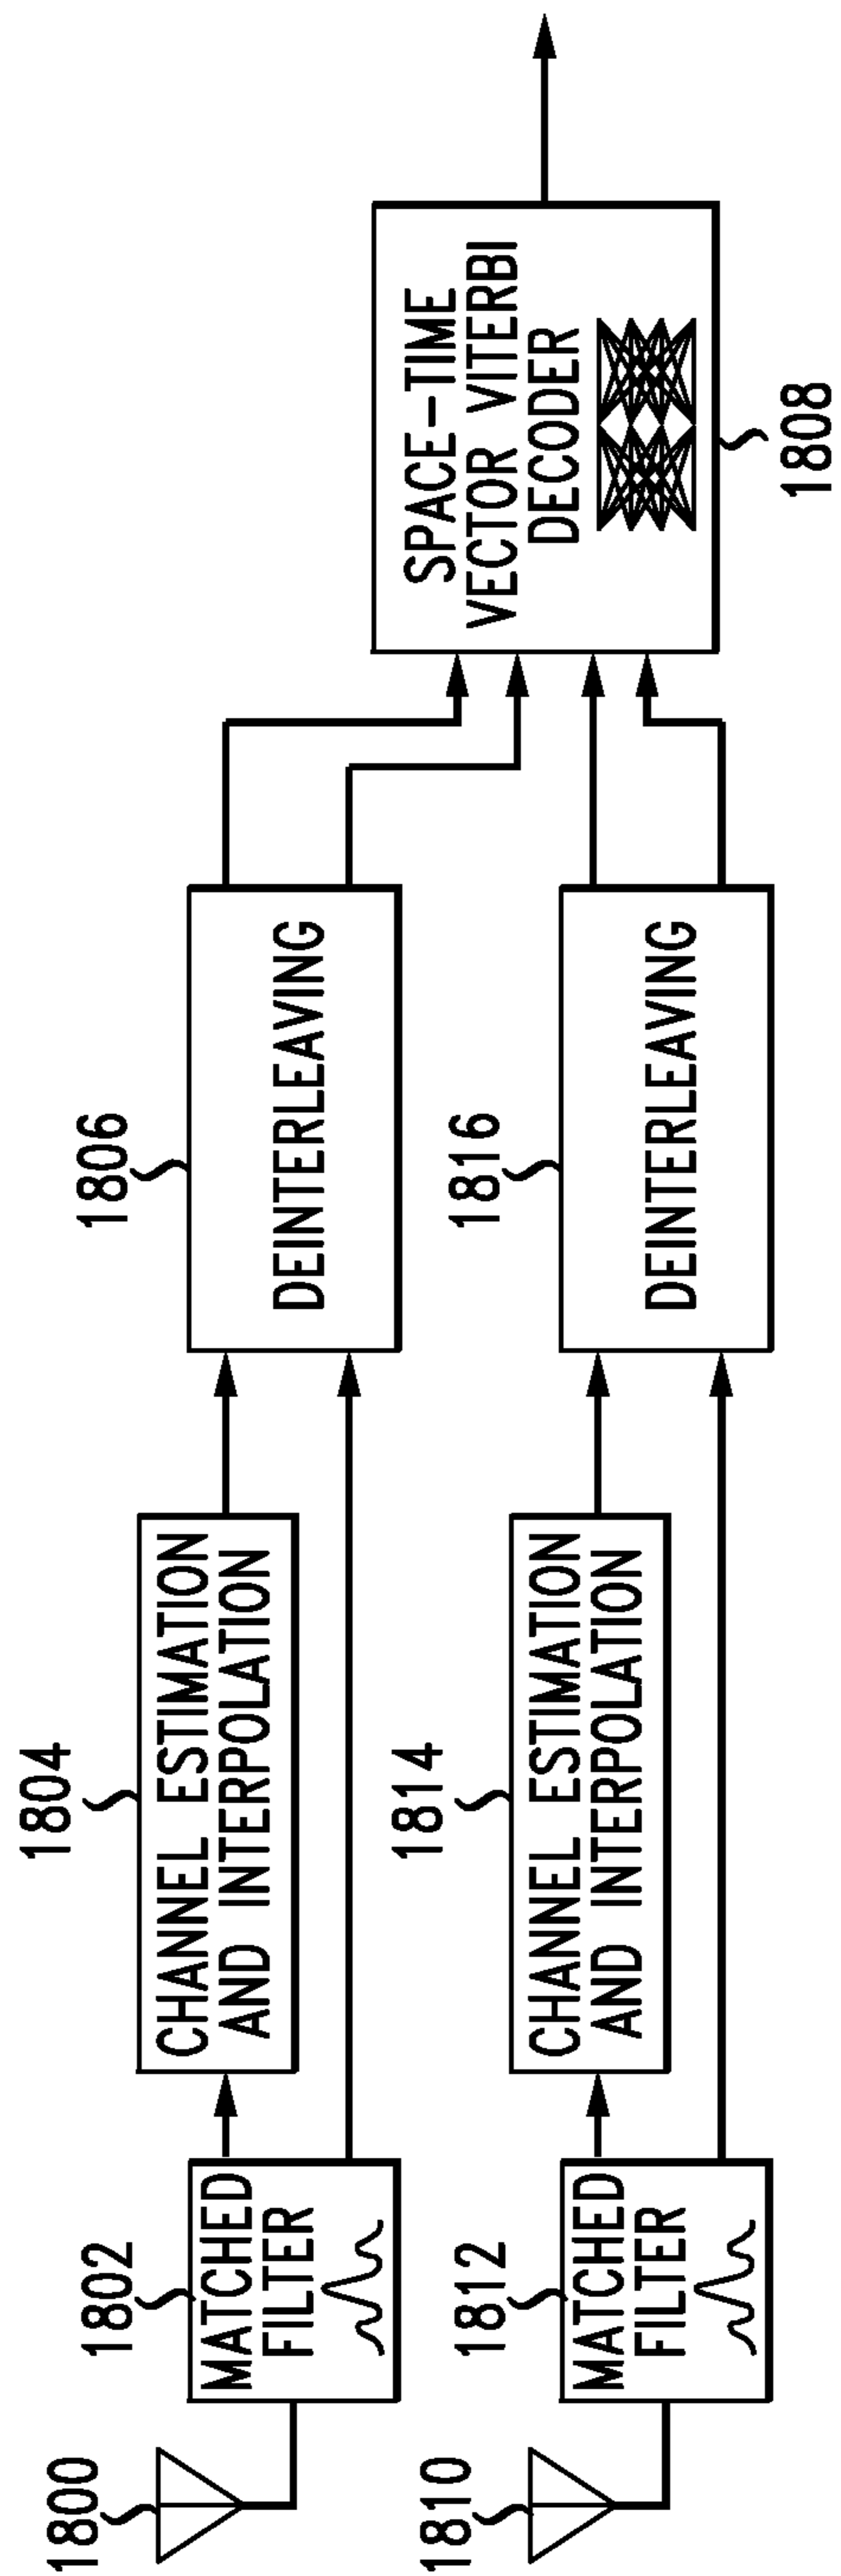 1800
1802
MATCHED
FILTER
1804
CHANNEL ESTIMATION
AND INTERPOLATION
1806
DEINTERLEAVING
1810
1812
MATCHED
FILTER
1814
CHANNEL ESTIMATION
AND INTERPOLATION
1816
DEINTERLEAVING
SPACE-TIME
VECTOR VITERBI
DECODER
1808